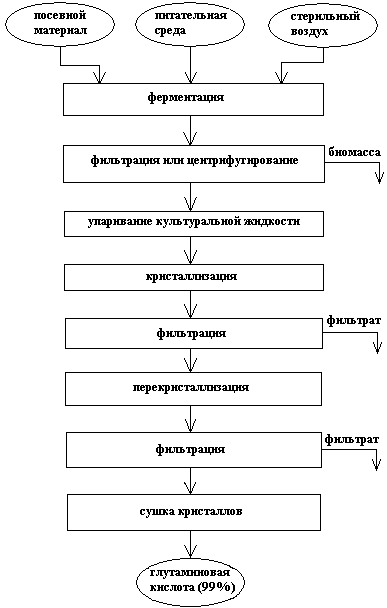 посевной
материал
питательная
среда
стерильный
воздух
ферментация
фильтрация или центрифугирование
биомасса
упаривание культуральной жидкости
кристаллизация
фильтрация
фильтрат
перекристаллизация
фильтрация
фильтрат
сушка кристаллов
глутаминовая
кислота (99%)